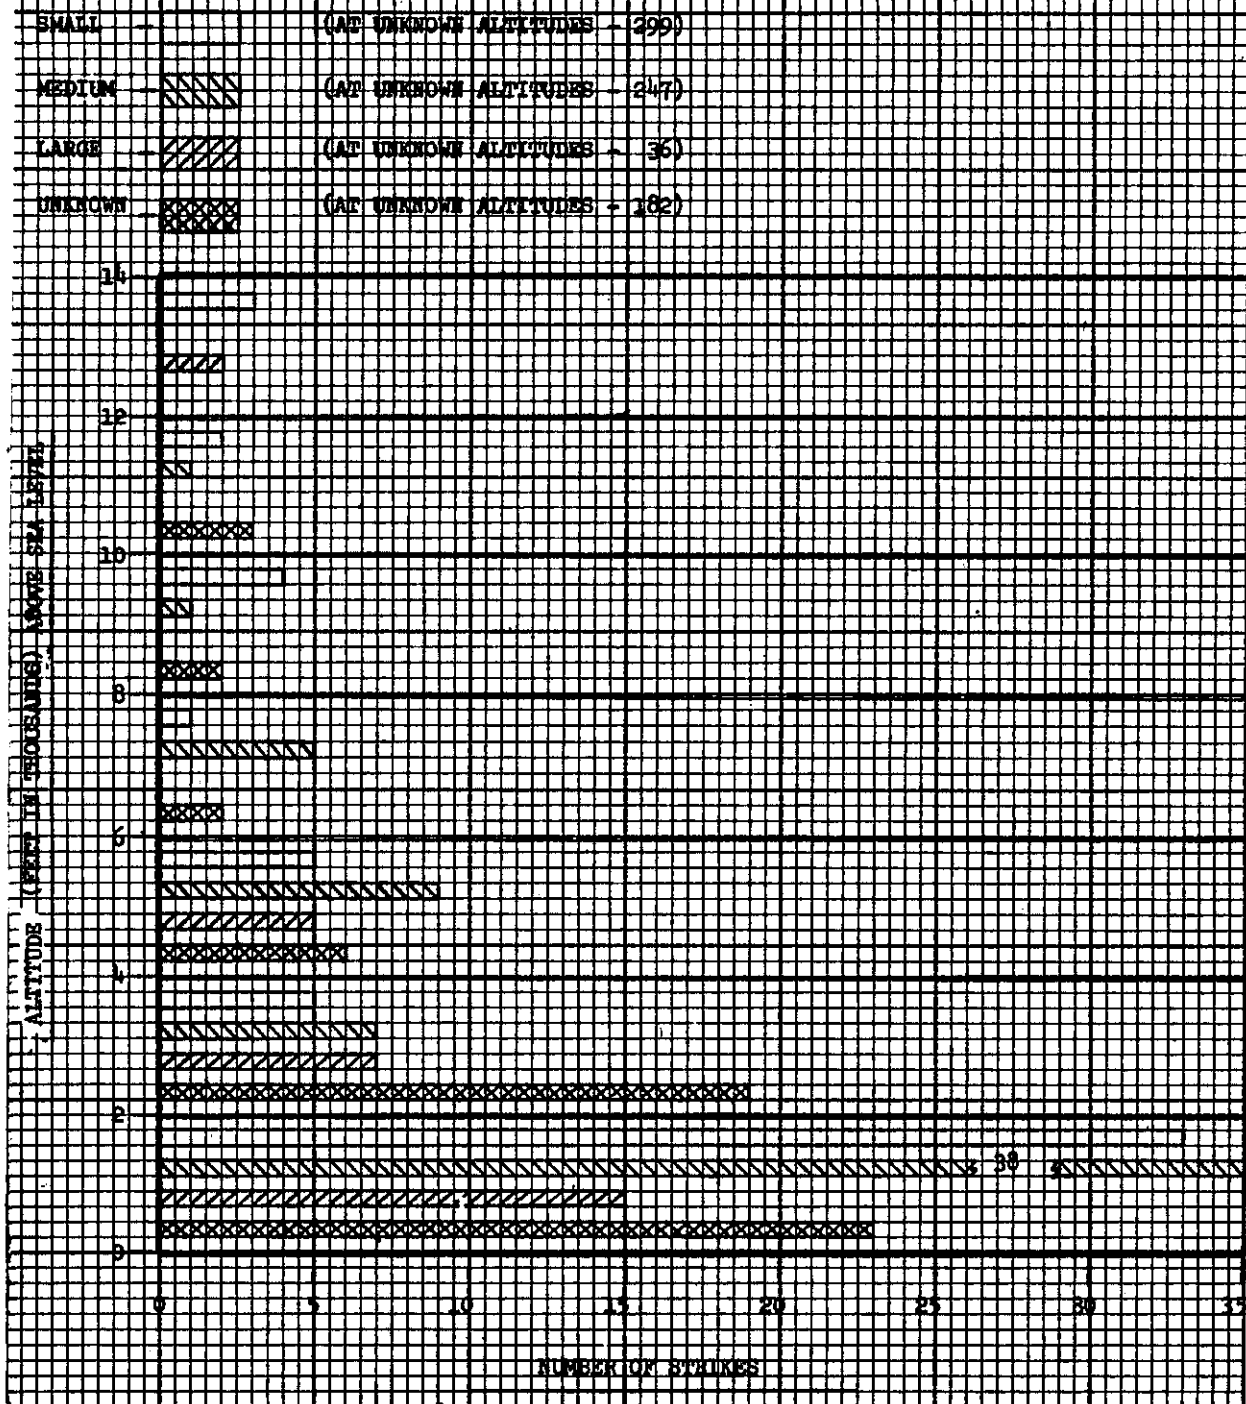 SMALL - (AT UNKNOWN ALTITUDES - 299)
MEDIUM - (AT UNKNOWN ALTITUDES - 247)
LARGE - (AT UNKNOWN ALTITUDES - 36)
UNKNOWN - (AT UNKNOWN ALTITUDES - 182)
14
12
10
8
6
4
2
0
ALTITUDE (FEET IN THOUSANDS) ABOVE SEA LEVEL
38
0 5 10 15 20 25 30 35
NUMBER OF STRIKES